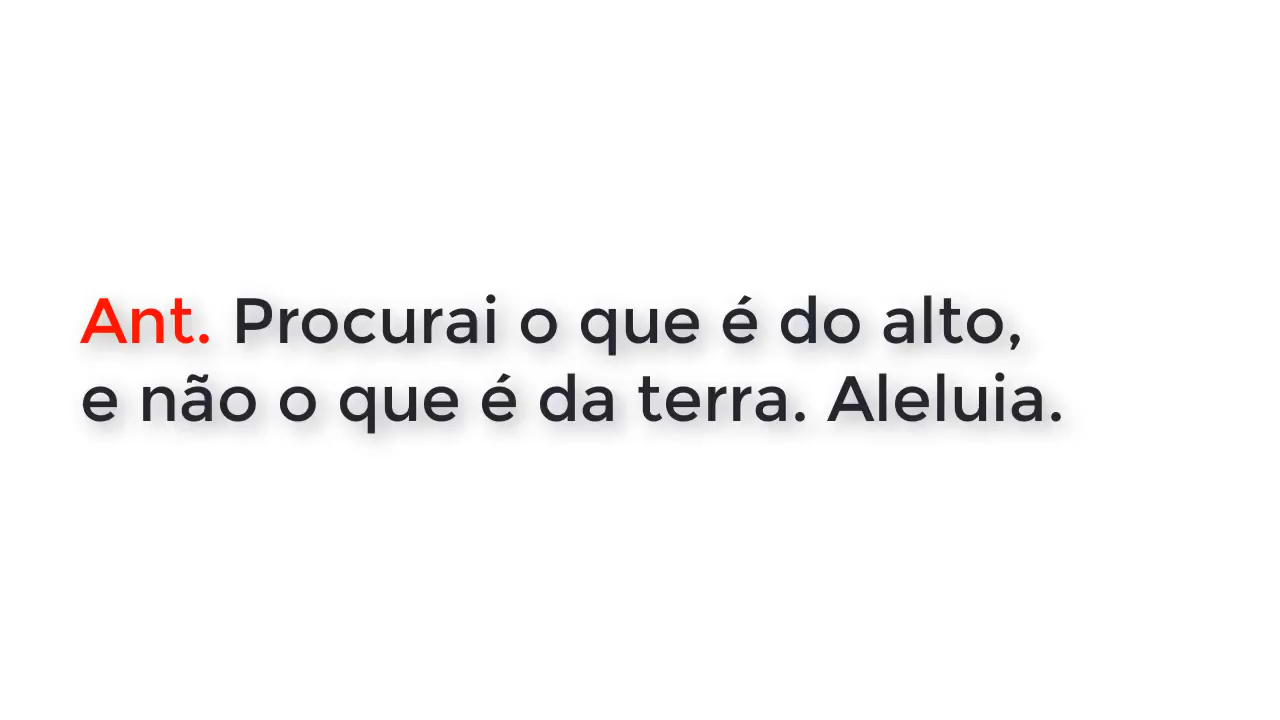 Ant. Procurai o que é do alto,
e não o que é da terra. Aleluia.